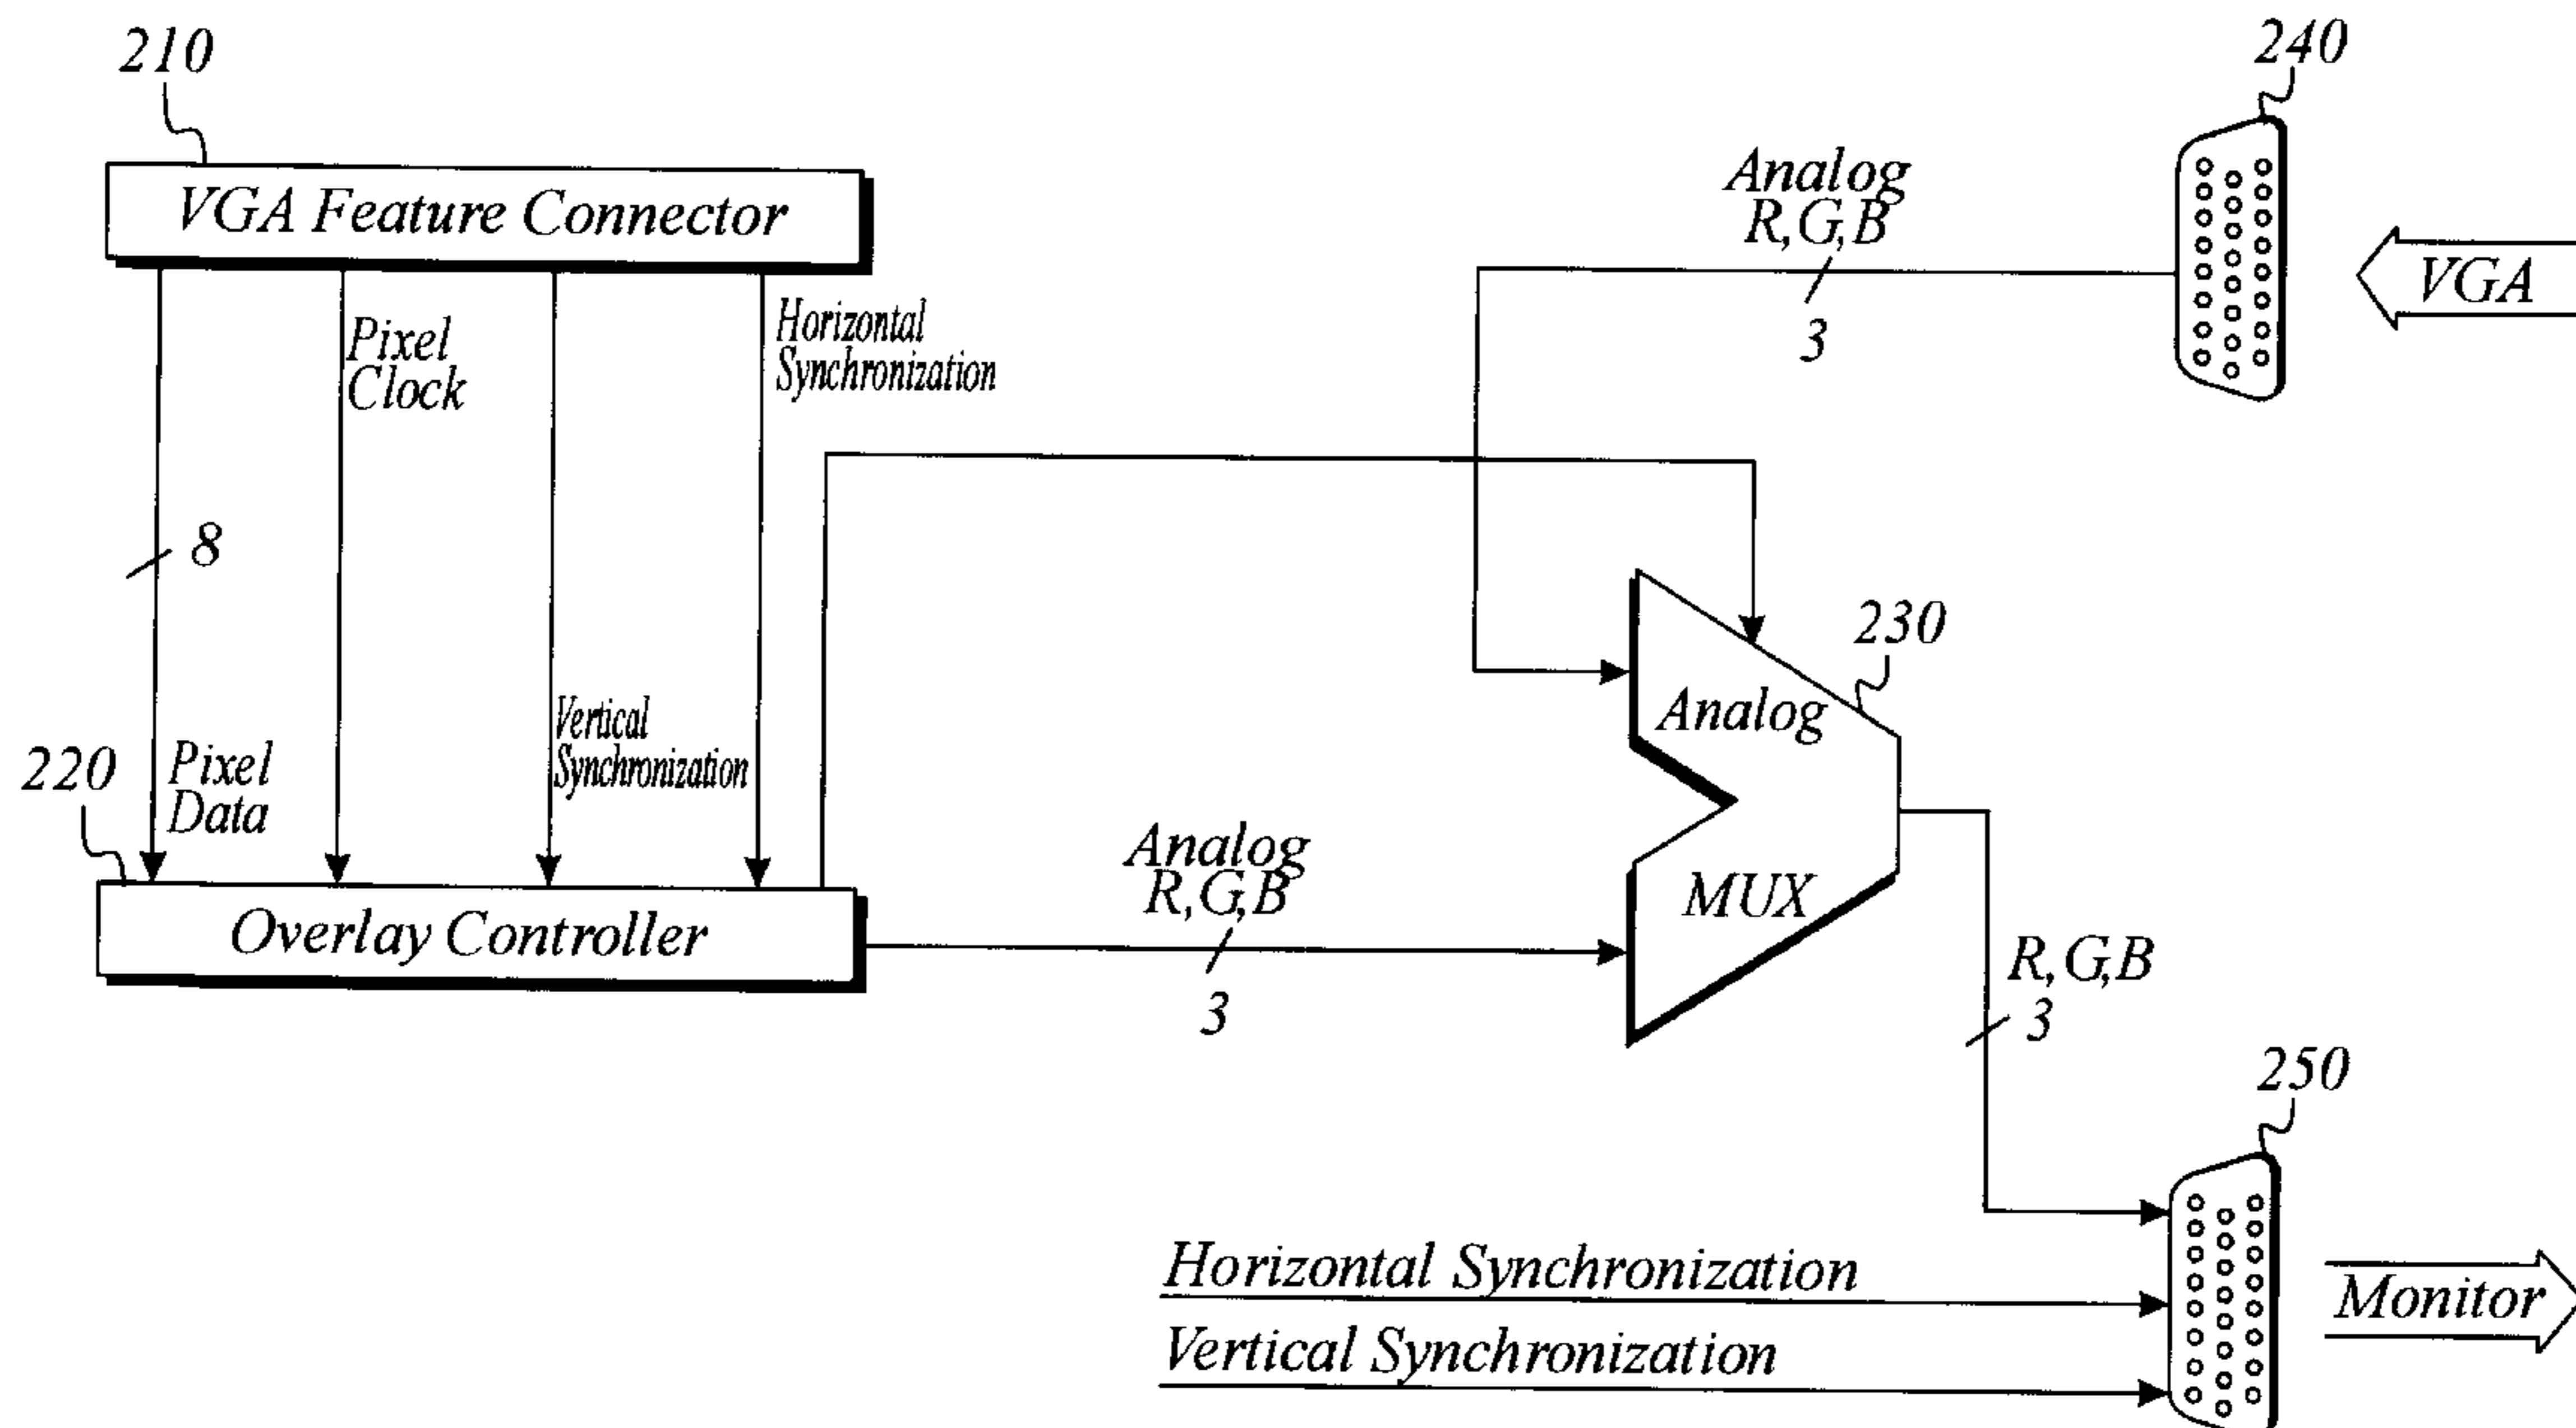 210
240
VGA Feature Connector
Analog
R,G,B
3
VGA
Pixel
Clock
Horizontal
Synchronization
8
230
Vertical
Synchronization
220
Pixel
Data
Analog
MUX
Overlay Controller
Analog
R,G,B
3
R,G,B
3
250
Horizontal Synchronization
Vertical Synchronization
Monitor